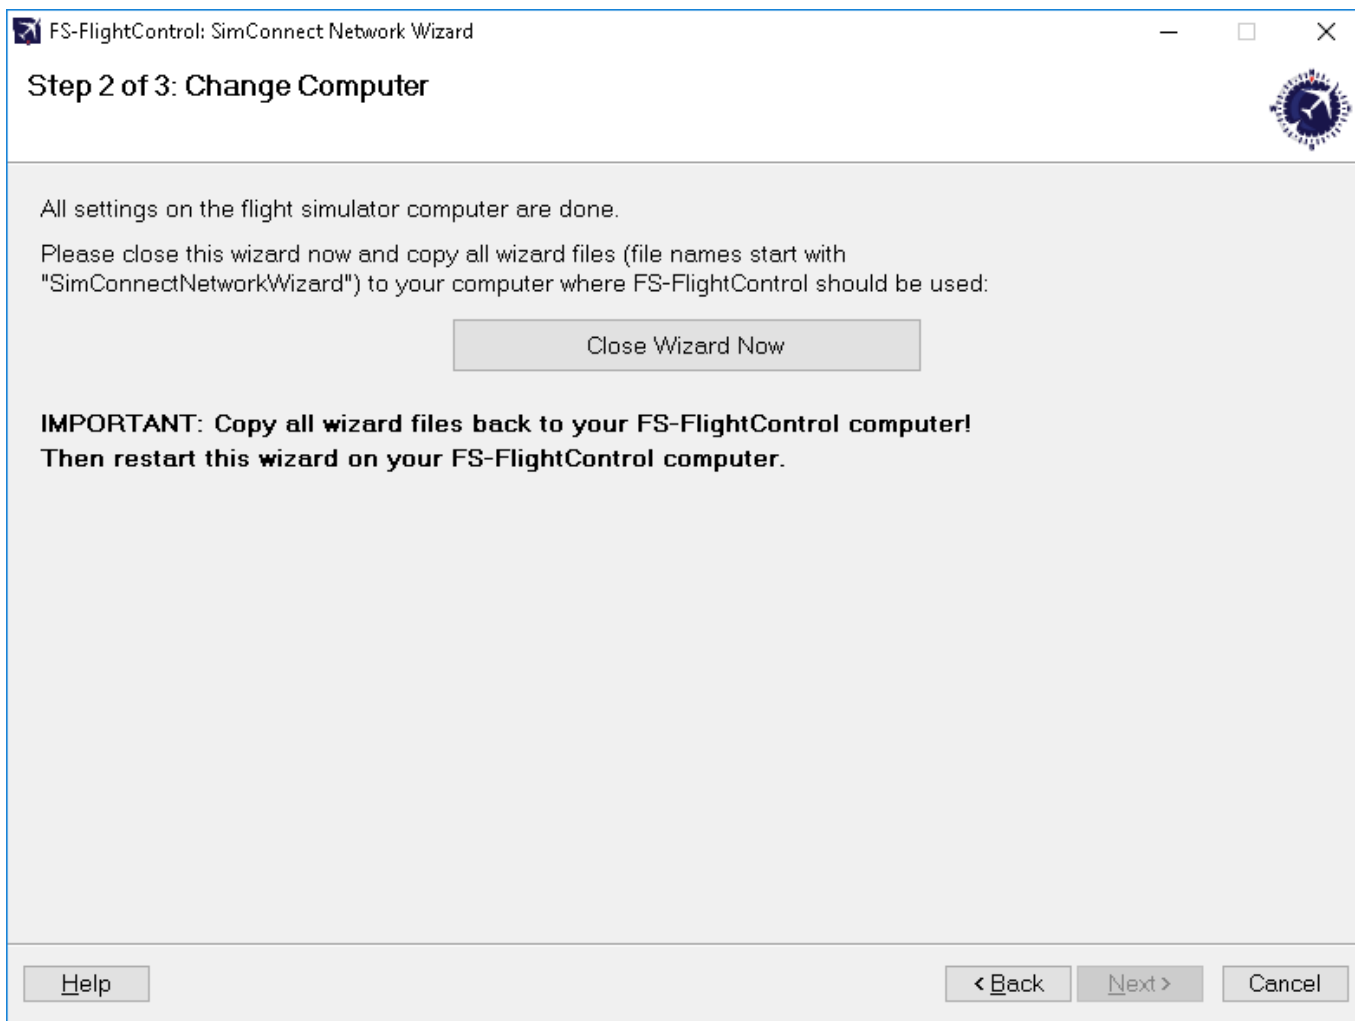 FS-FlightControl: SimConnect Network Wizard
Step 2 of 3: Change Computer
All settings on the flight simulator computer are done.
Please close this wizard now and copy all wizard files (file names start with
"SimConnectNetworkWizard") to your computer where FS-FlightControl should be used:
Close Wizard Now
IMPORTANT: Copy all wizard files back to your FS-FlightControl computer!
Then restart this wizard on your FS-FlightControl computer.
Help < Back Next > Cancel